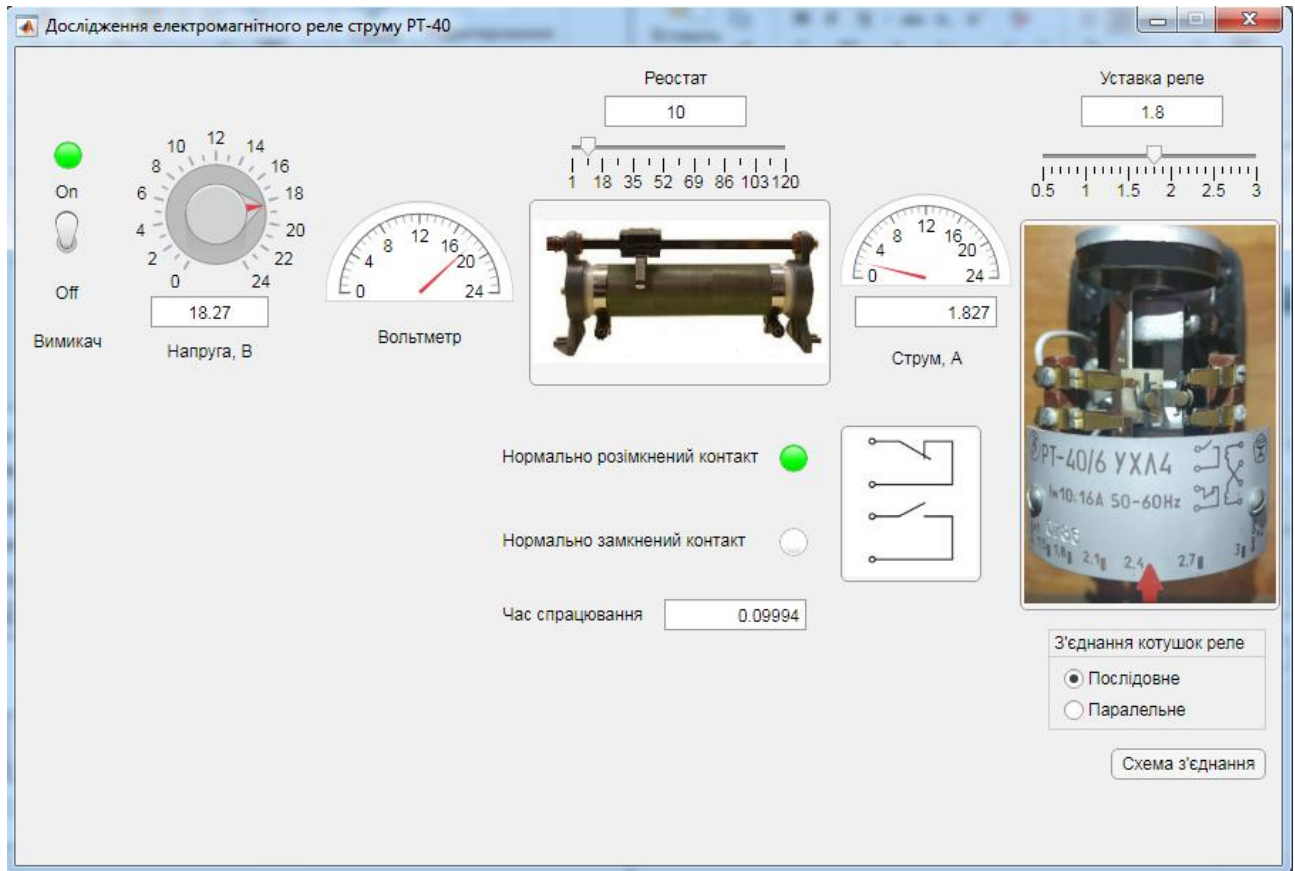 Дослідження електромагнітного реле струму РТ-40
Реостат
10
1 18 35 52 69 86 103 120
Уставка реле
1.8
0.5 1 1.5 2 2.5 3
On
Off
Вимикач
0 2 4 6 8 10 12 14 16 18 20 22 24
18.27
Напруга, В
0 4 8 12 16 20 24
Вольтметр
0 4 8 12 16 20 24
1.827
Струм, А
РТ-40/6 УХЛ4
Iн10:16А 50-60Hz
1,8 2,1 2,4 2,7 3
Нормально розімкнений контакт
Нормально замкнений контакт
Час спрацювання
0.09994
З'єднання котушок реле
Послідовне
Паралельне
Схема з'єднання